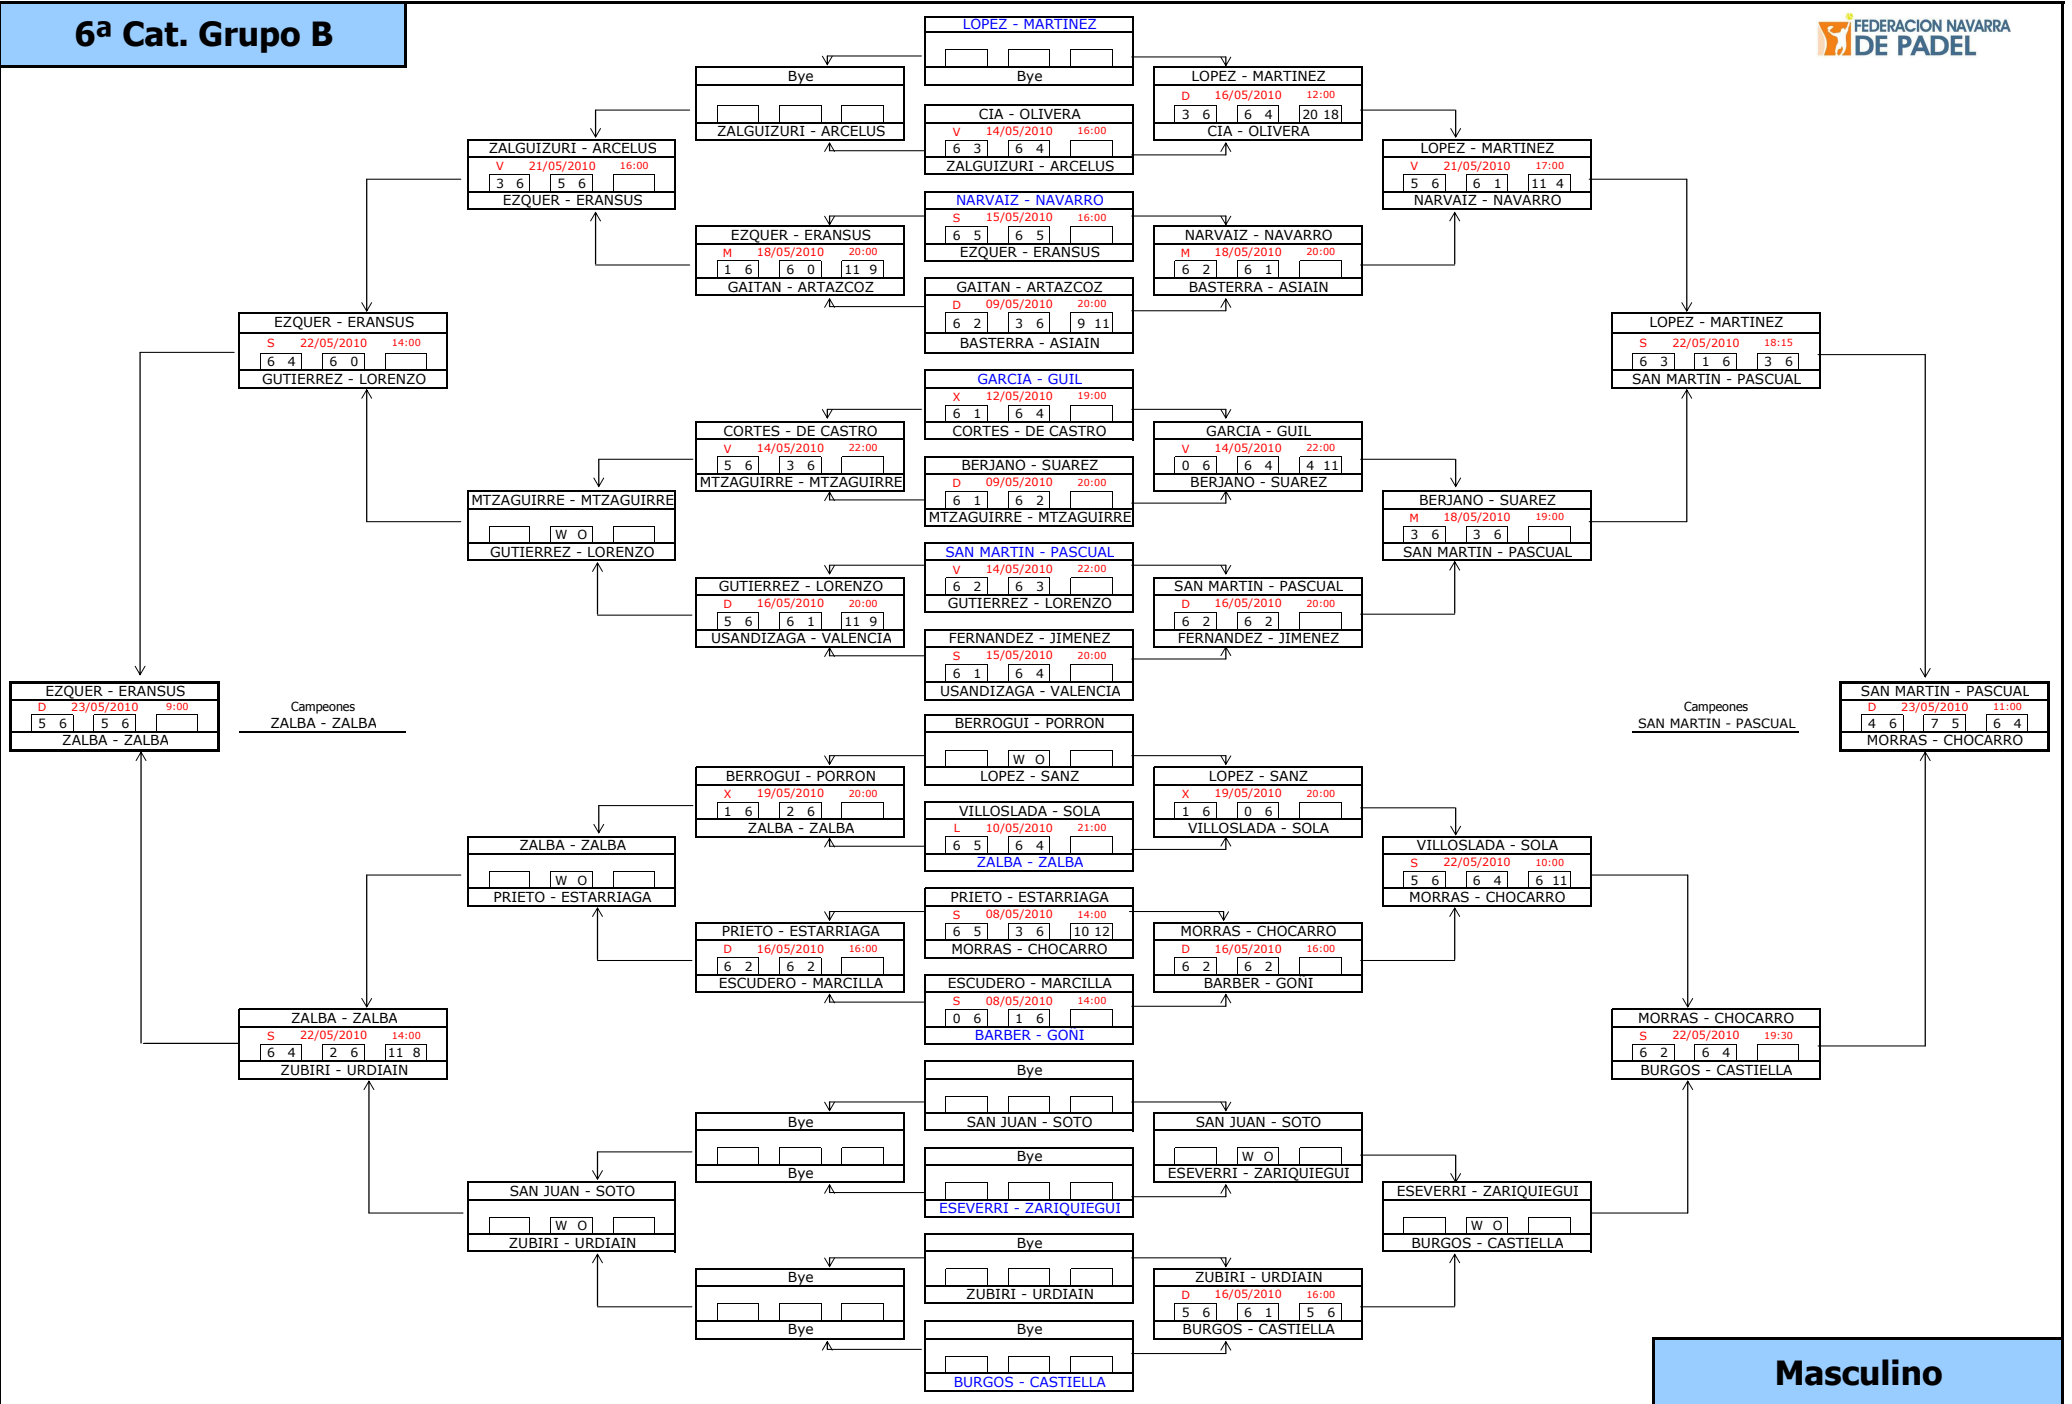 6ª Cat. Grupo B
FEDERACION NAVARRA
DE PADEL
LOPEZ - MARTINEZ
Bye
CIA - OLIVERA
V 14/05/2010 16:00
6 3 6 4
ZALGUIZURI - ARCELUS
NARVAIZ - NAVARRO
S 15/05/2010 16:00
6 5 6 5
EZQUER - ERANSUS
GAITAN - ARTAZCOZ
D 09/05/2010 20:00
6 2 3 6 9 11
BASTERRA - ASIAIN
GARCIA - GUIL
X 12/05/2010 19:00
6 1 6 4
CORTES - DE CASTRO
BERJANO - SUAREZ
D 09/05/2010 20:00
6 1 6 2
MTZAGUIRRE - MTZAGUIRRE
SAN MARTIN - PASCUAL
V 14/05/2010 22:00
6 2 6 3
GUTIERREZ - LORENZO
FERNANDEZ - JIMENEZ
S 15/05/2010 20:00
6 1 6 4
USANDIZAGA - VALENCIA
BERROGUI - PORRON
W O
LOPEZ - SANZ
VILLOSLADA - SOLA
L 10/05/2010 21:00
6 5 6 4
ZALBA - ZALBA
PRIETO - ESTARRIAGA
S 08/05/2010 14:00
6 5 3 6 10 12
MORRAS - CHOCARRO
ESCUDERO - MARCILLA
S 08/05/2010 14:00
0 6 1 6
BARBER - GOÑI
Bye
SAN JUAN - SOTO
Bye
ESEVERRI - ZARIQUIEGUI
Bye
ZUBIRI - URDIAIN
Bye
BURGOS - CASTIELLA
Bye
ZALGUIZURI - ARCELUS
EZQUER - ERANSUS
M 18/05/2010 20:00
1 6 6 0 11 9
GAITAN - ARTAZCOZ
CORTES - DE CASTRO
V 14/05/2010 22:00
5 6 3 6
MTZAGUIRRE - MTZAGUIRRE
GUTIERREZ - LORENZO
D 16/05/2010 20:00
5 6 6 1 11 9
USANDIZAGA - VALENCIA
BERROGUI - PORRON
X 19/05/2010 20:00
1 6 2 6
ZALBA - ZALBA
PRIETO - ESTARRIAGA
D 16/05/2010 16:00
6 2 6 2
ESCUDERO - MARCILLA
Bye
Bye
Bye
Bye
ZALGUIZURI - ARCELUS
V 21/05/2010 16:00
3 6 5 6
EZQUER - ERANSUS
MTZAGUIRRE - MTZAGUIRRE
W O
GUTIERREZ - LORENZO
ZALBA - ZALBA
W O
PRIETO - ESTARRIAGA
SAN JUAN - SOTO
W O
ZUBIRI - URDIAIN
EZQUER - ERANSUS
S 22/05/2010 14:00
6 4 6 0
GUTIERREZ - LORENZO
ZALBA - ZALBA
S 22/05/2010 14:00
6 4 2 6 11 8
ZUBIRI - URDIAIN
EZQUER - ERANSUS
D 23/05/2010 9:00
5 6 5 6
ZALBA - ZALBA
Campeones
ZALBA - ZALBA
LOPEZ - MARTINEZ
D 16/05/2010 12:00
3 6 6 4 20 18
CIA - OLIVERA
NARVAIZ - NAVARRO
M 18/05/2010 20:00
6 2 6 1
BASTERRA - ASIAIN
GARCIA - GUIL
V 14/05/2010 22:00
0 6 6 4 4 11
BERJANO - SUAREZ
SAN MARTIN - PASCUAL
D 16/05/2010 20:00
6 2 6 2
FERNANDEZ - JIMENEZ
LOPEZ - SANZ
X 19/05/2010 20:00
1 6 0 6
VILLOSLADA - SOLA
MORRAS - CHOCARRO
D 16/05/2010 16:00
6 2 6 2
BARBER - GOÑI
SAN JUAN - SOTO
W O
ESEVERRI - ZARIQUIEGUI
ZUBIRI - URDIAIN
D 16/05/2010 16:00
5 6 6 1 5 6
BURGOS - CASTIELLA
LOPEZ - MARTINEZ
V 21/05/2010 17:00
5 6 6 1 11 4
NARVAIZ - NAVARRO
BERJANO - SUAREZ
M 18/05/2010 19:00
3 6 3 6
SAN MARTIN - PASCUAL
VILLOSLADA - SOLA
S 22/05/2010 10:00
5 6 6 4 6 11
MORRAS - CHOCARRO
ESEVERRI - ZARIQUIEGUI
W O
BURGOS - CASTIELLA
LOPEZ - MARTINEZ
S 22/05/2010 18:15
6 3 1 6 3 6
SAN MARTIN - PASCUAL
MORRAS - CHOCARRO
S 22/05/2010 19:30
6 2 6 4
BURGOS - CASTIELLA
Campeones
SAN MARTIN - PASCUAL
SAN MARTIN - PASCUAL
D 23/05/2010 11:00
4 6 7 5 6 4
MORRAS - CHOCARRO
Masculino